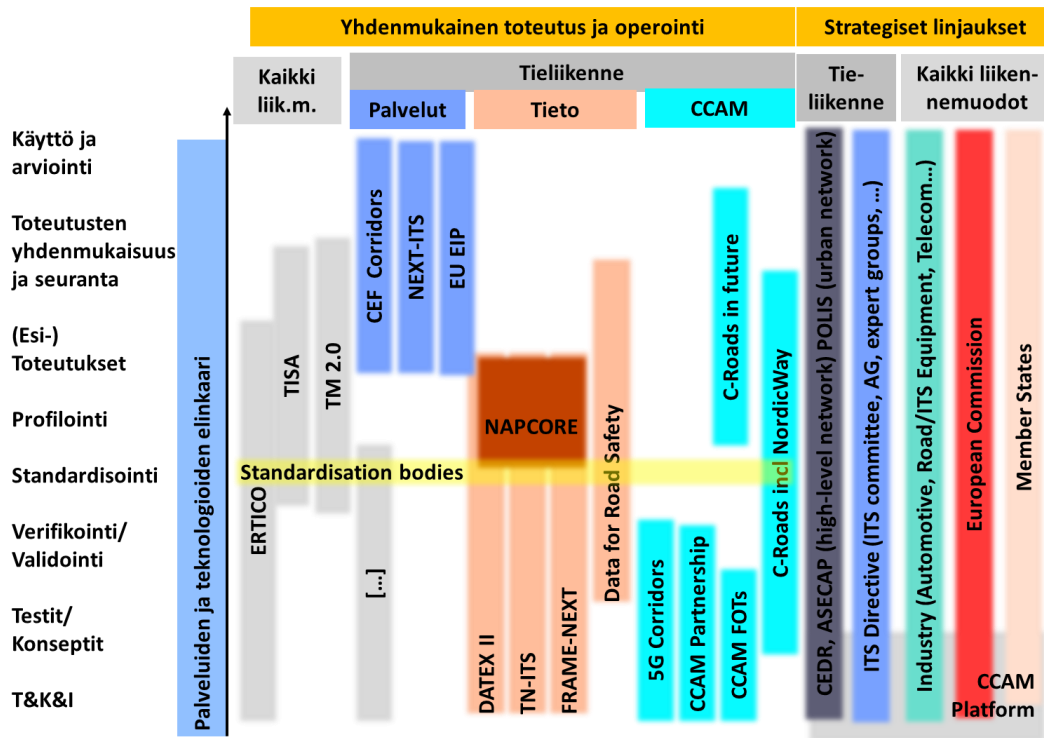 Yhdenmukainen toteutus ja operointi
Strategiset linjaukset
Kaikki
liik.m.
Tieliikenne
Tie-
liikenne
Kaikki liiken-
nemuodot
Palvelut
Tieto
CCAM
Käyttö ja
arviointi
Toteutusten
yhdenmukaisuus
ja seuranta
(Esi-)
Toteutukset
Profilointi
Standardisointi
Verifikointi/
Validointi
Testit/
Konseptit
T&K&I
Palveluiden ja teknologioiden elinkaari
ERTICO
TISA
TM 2.0
[...]
CEF Corridors
NEXT-ITS
EU EIP
NAPCORE
Standardisation bodies
DATEX II
TN-ITS
FRAME-NEXT
Data for Road Safety
5G Corridors
CCAM Partnership
CCAM FOTs
C-Roads in future
C-Roads incl NordicWay
CEDR, ASECAP (high-level network) POLIS (urban network)
ITS Directive (ITS committee, AG, expert groups, ...)
Industry (Automotive, Road/ITS Equipment, Telecom...)
European Commission
Member States
CCAM
Platform